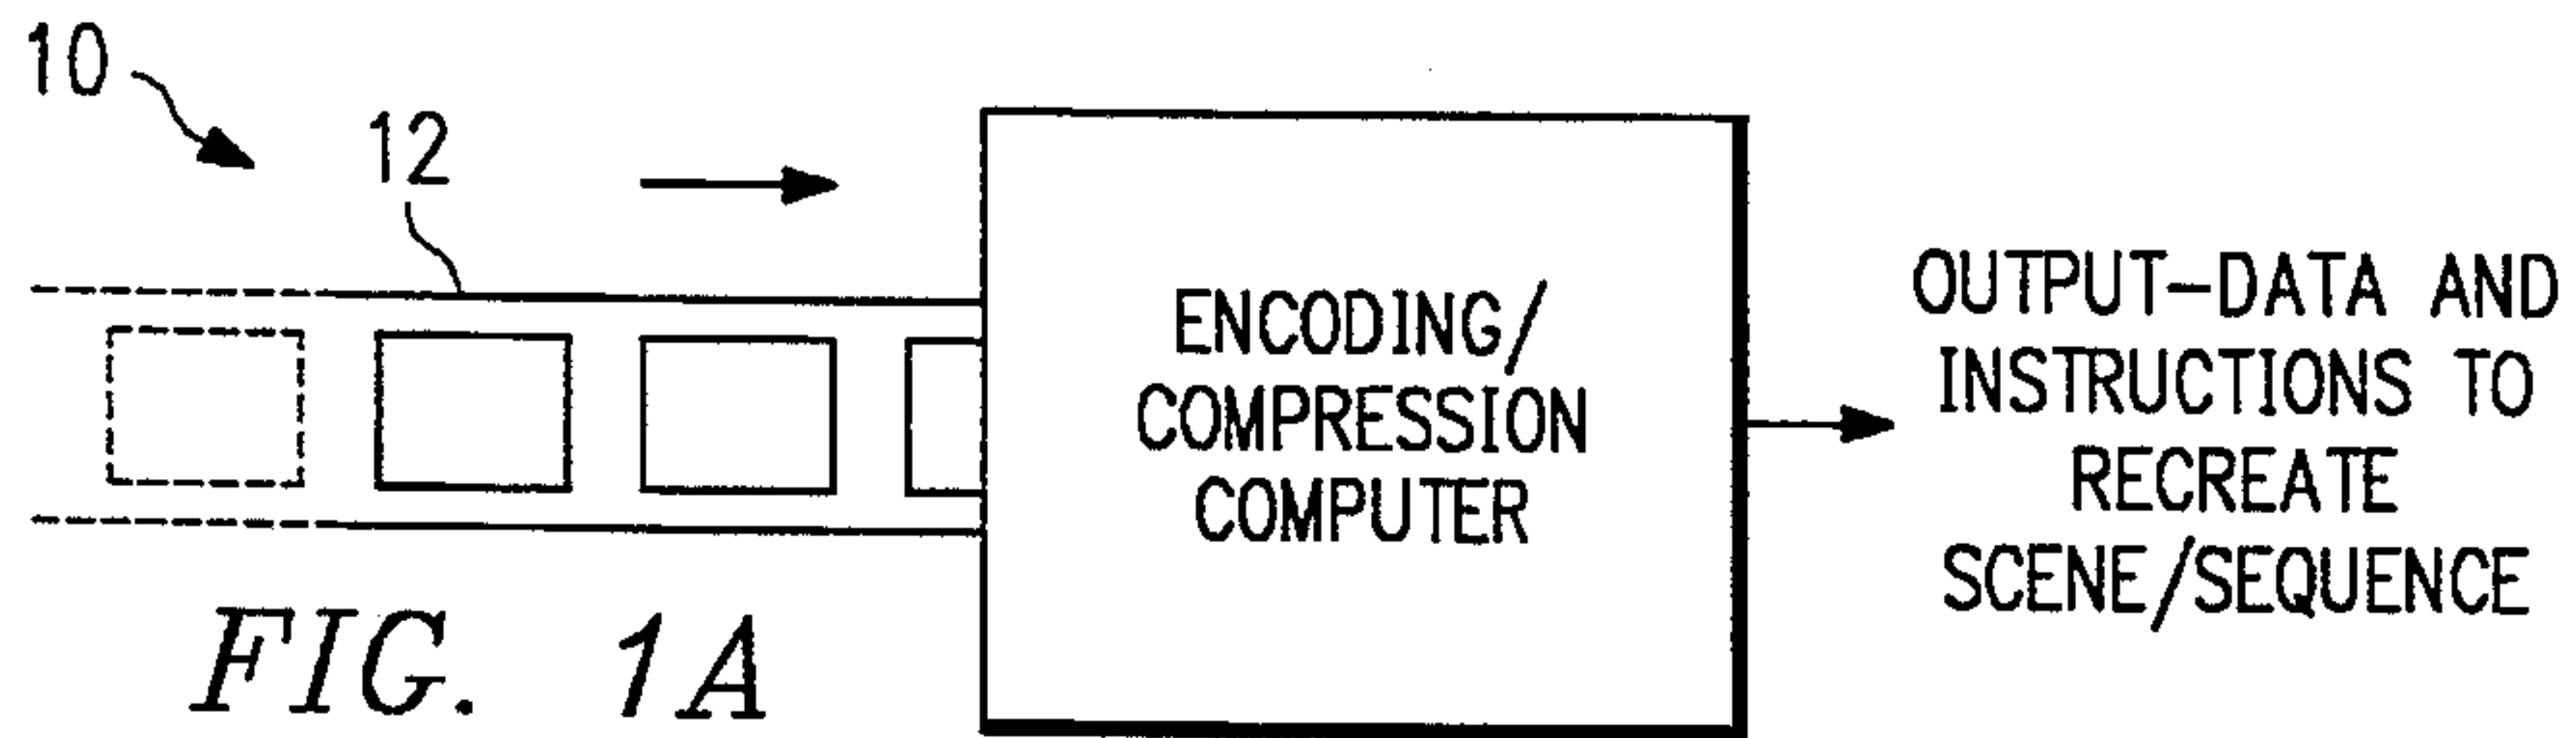 10
12
ENCODING/
COMPRESSION
COMPUTER
OUTPUT-DATA AND
INSTRUCTIONS TO
RECREATE
SCENE/SEQUENCE
FIG. 1A